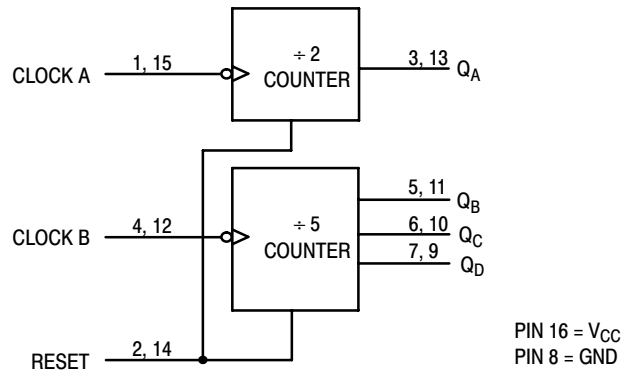 ÷ 2
COUNTER
CLOCK A
1, 15
3, 13
QA
÷ 5
COUNTER
CLOCK B
4, 12
5, 11
QB
6, 10
QC
7, 9
QD
RESET
2, 14
PIN 16 = VCC
PIN 8 = GND